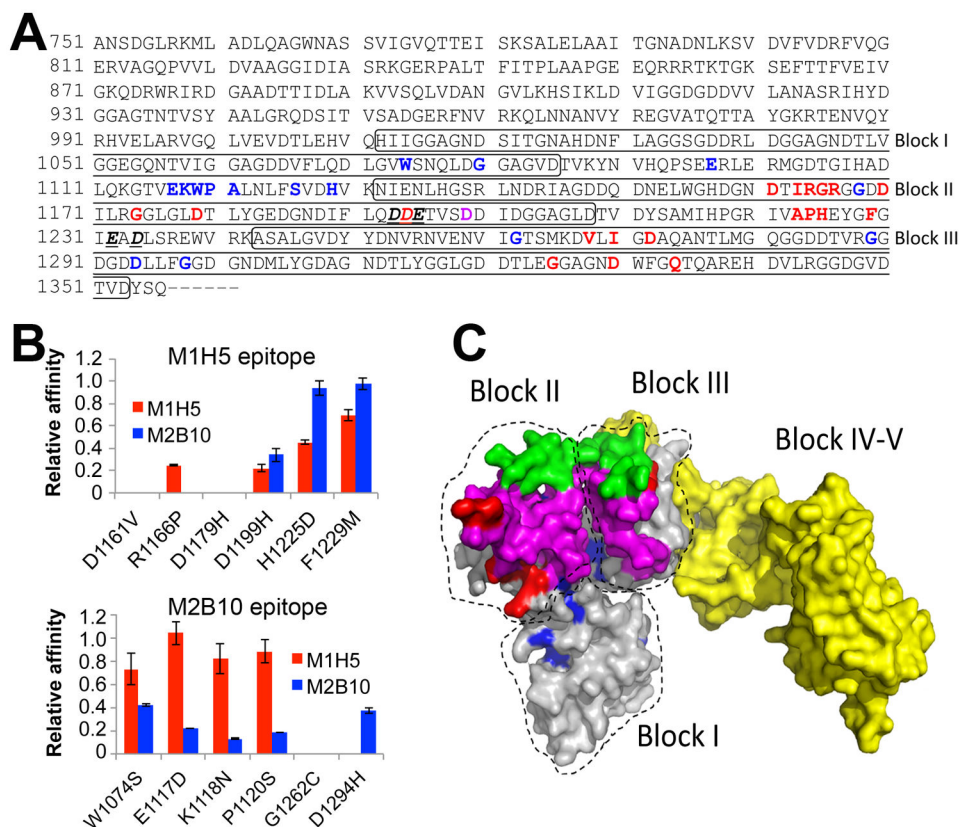 A
751 ANSDGLRKML ADLQAGWNAS SVIGVQTTEI SKSALELAAI TGNADNLKSV DVFVDRFVQG
811 ERVAGQPVVL DVAAGGIDIA SRKGERPALT FITPLAAPGE EQRRRTKTGK SEFTTFVEIV
871 GKQDRWRIRD GAADTTIDLA KVVSQLVDAN GVLKHSIKLD VIGGDGDDVV LANASRIHYD
931 GGAGTNTVSY AALGRQDSIT VSADGERFNV RKQLNNANVY REGVATQTTA YGKRTENVQY
991 RHVELARVGQ LVEVDTLEHV QHIIGGAGND SITGNAHDNF LAGGSGDDRL DGGAGNDTLV Block I
1051 GGEGQNTVIG GAGDDVFLQD LGVWSNQLDG GAGVDTVKYN VHQPSEERLE RMGDTGIHAD
1111 LQKGTVEKWP ALNLFSVDHV KNIENLHGSR LNDRIAGDDQ DNELWGHDGN DTIRGRGGDD Block II
1171 ILRGGLGLDT LYGEDGNDIF LQDDETVSDD IDGGAGLDTV DYSAMIHPGR IVAPHEYGFG
1231 IEADLSREWV RKASALGVDY YDNVRNVENV IGTSMKDVLI GDAQANTLMG QGGDDTVRGG Block III
1291 DGDDLLFGGD GNDMLYGDAG NDTLYGGLGD DTLEGGAGND WFGQTQAREH DVLRGGDGVD
1351 TVDYSQ------
B
M1H5 epitope
Relative affinity
1.2
1.0
0.8
0.6
0.4
0.2
0
M1H5
M2B10
D1161V
R1166P
D1179H
D1199H
H1225D
F1229M
M2B10 epitope
Relative affinity
1.2
1.0
0.8
0.6
0.4
0.2
0
M1H5
M2B10
W1074S
E1117D
K1118N
P1120S
G1262C
D1294H
C
Block II
Block III
Block IV-V
Block I